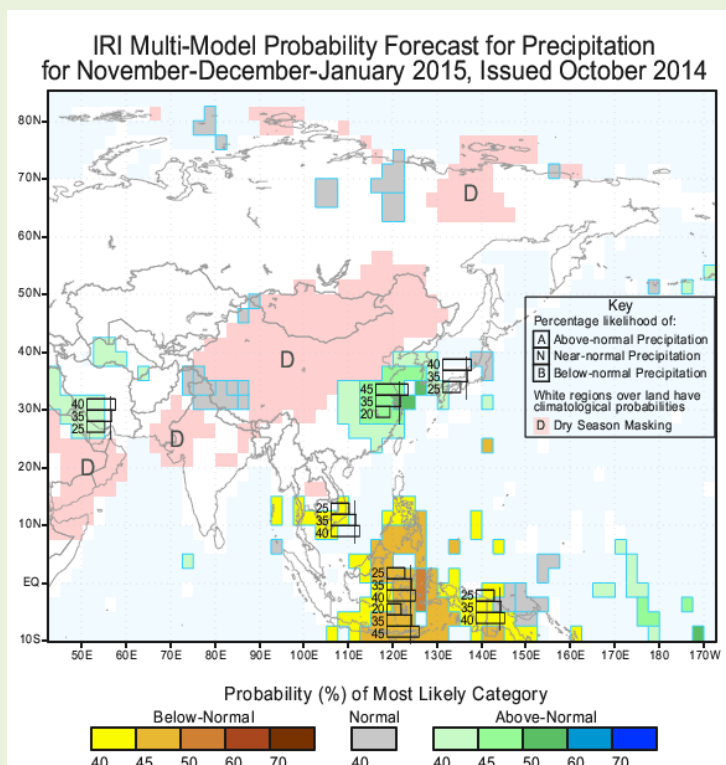 IRI Multi-Model Probability Forecast for Precipitation
for November-December-January 2015, Issued October 2014
80N
70N
60N
50N
40N
30N
20N
10N
EQ
10S
50E 60E 70E 80E 90E 100E 110E 120E 130E 140E 150E 160E 170E 180 170W
D
D
D
D
40
35
25
45
35
20
40
35
25
25
35
40
25
35
40
20
35
45
25
35
40
Key
Percentage likelihood of:
A Above-normal Precipitation
N Near-normal Precipitation
B Below-normal Precipitation
White regions over land have
climatological probabilities
D Dry Season Masking
Probability (%) of Most Likely Category
Below-Normal Normal Above-Normal
40 45 50 60 70 40 40 45 50 60 70